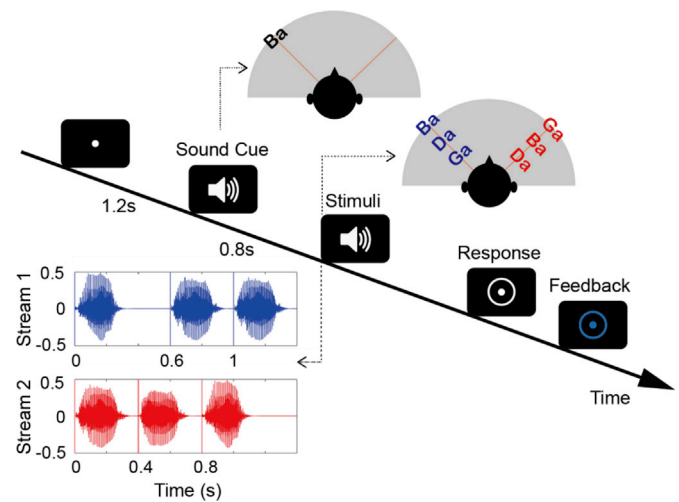 Ba
Ba
Da
Ga
Ga
Ba
Da
Sound Cue
Stimuli
1.2s
0.8s
Response
Feedback
Time
Stream 1
0.5
0
-0.5
0 0.6 1
Stream 2
0.5
0
-0.5
0 0.4 0.8
Time (s)